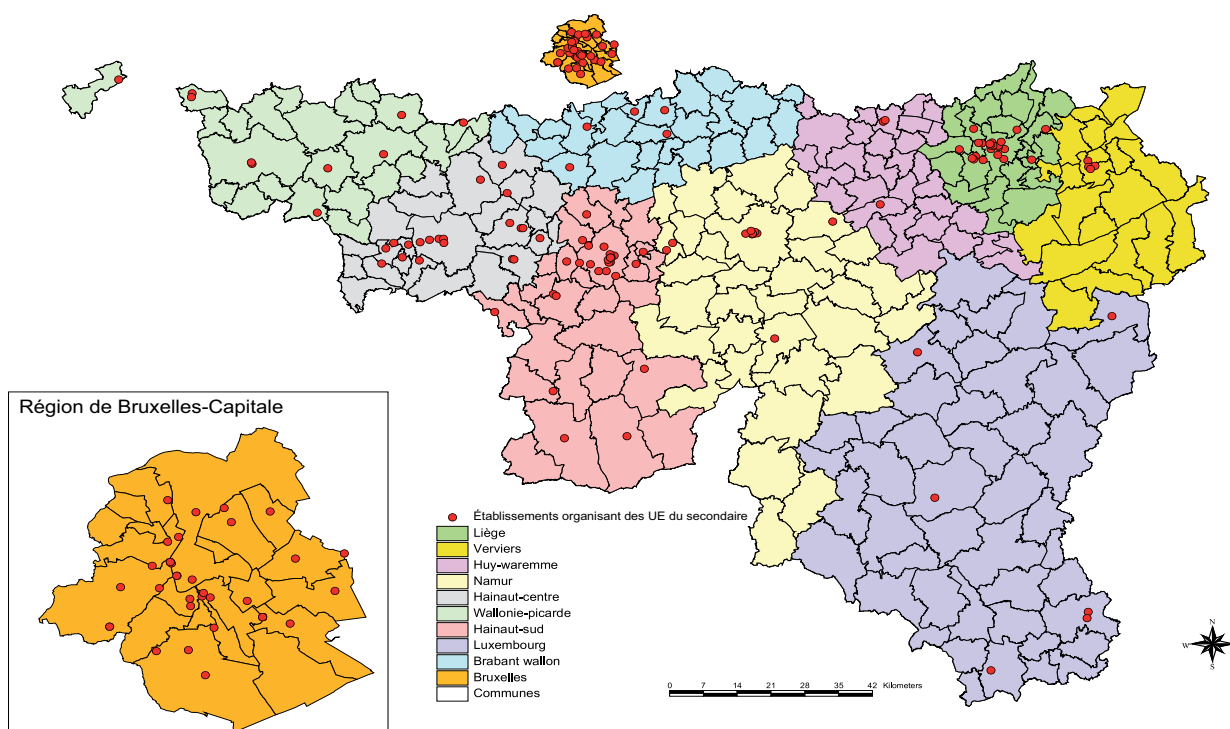 Région de Bruxelles-Capitale
Établissements organisant des UE du secondaire
Liège
Verviers
Huy-waremme
Namur
Hainaut-centre
Wallonie-picarde
Hainaut-sud
Luxembourg
Brabant wallon
Bruxelles
Communes
0 7 14 21 28 35 42 Kilometers
N
W E
S